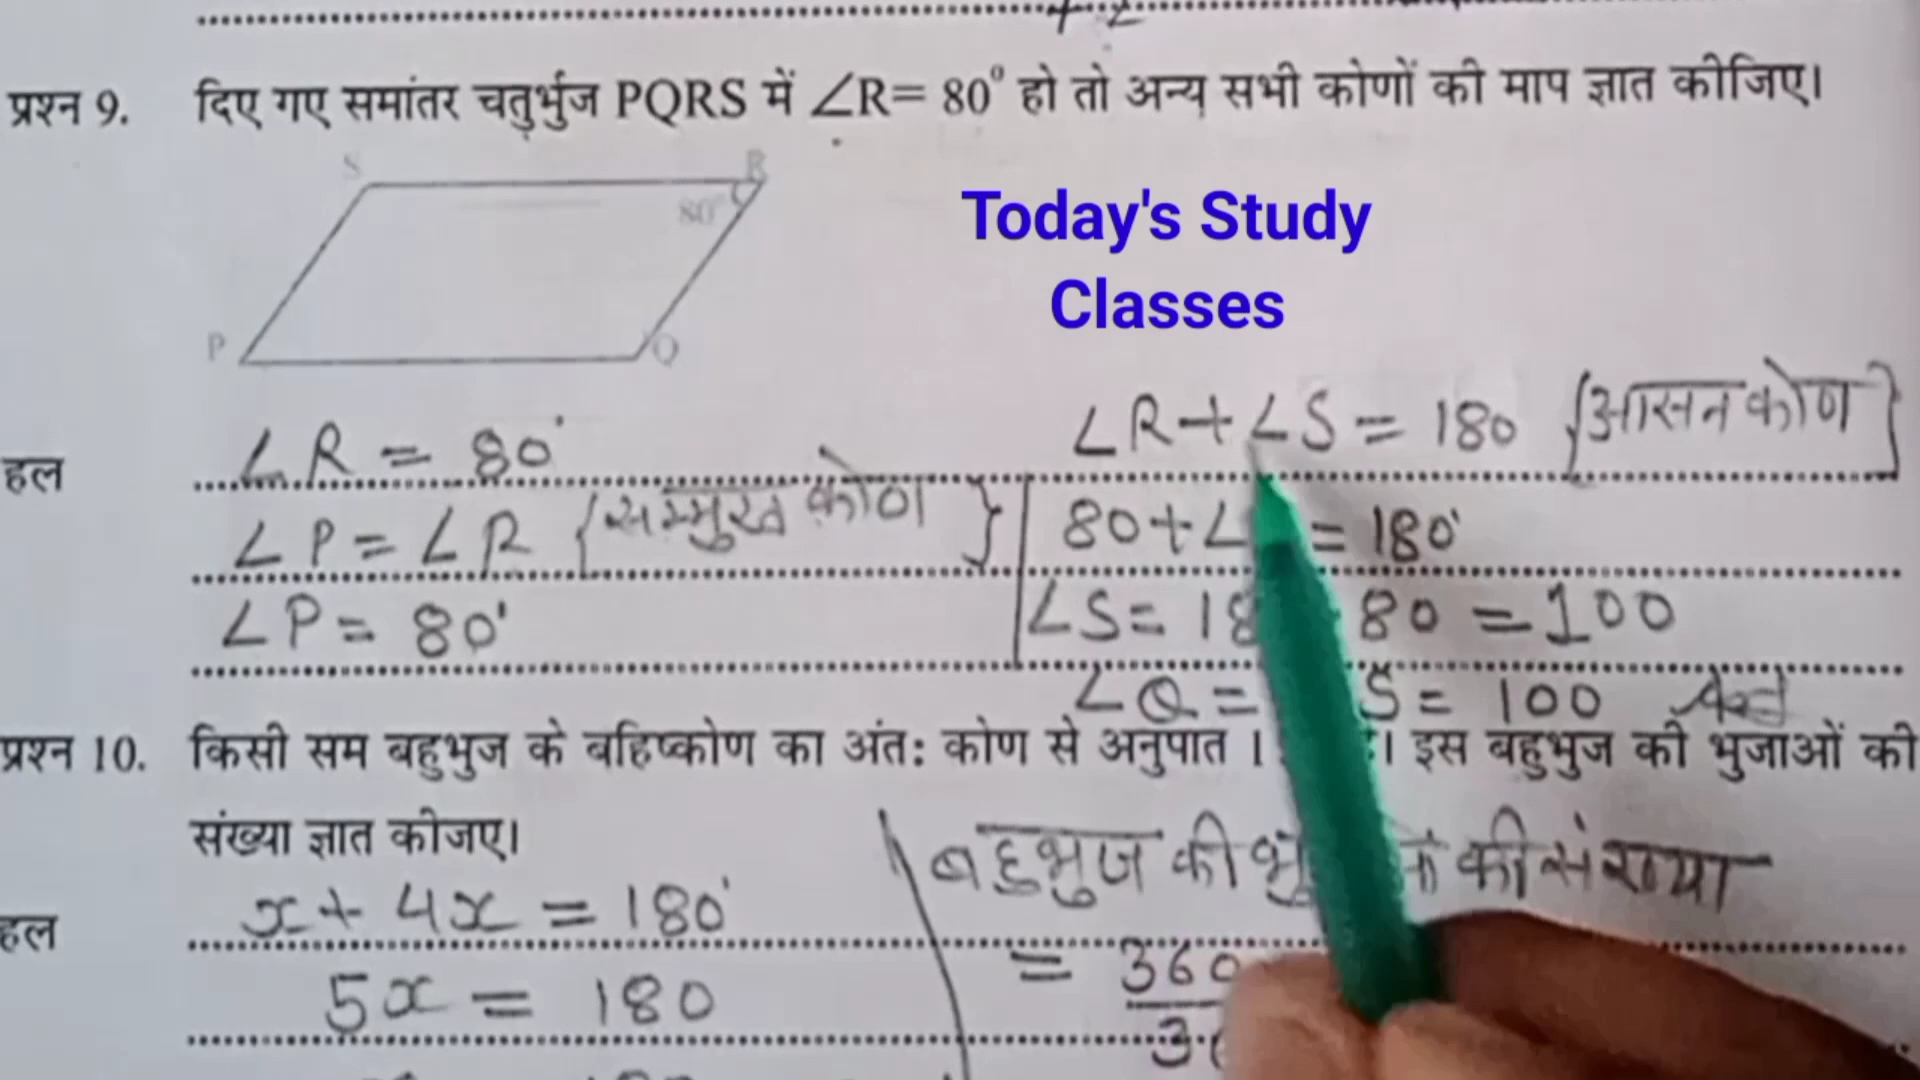 प्रश्न 9. दिए गए समांतर चतुर्भुज PQRS में ∠R= 80° हो तो अन्य सभी कोणों की माप ज्ञात कीजिए।
S R
80°
P Q
Today's Study
Classes
हल ∠R = 80°
∠P = ∠R {सम्मुख कोण}
∠P = 80°
∠R + ∠S = 180 {आसन कोण}
80 + ∠ = 180°
∠S = 18 80 = 100
∠Q = S = 100
प्रश्न 10. किसी सम बहुभुज के बहिष्कोण का अंत: कोण से अनुपात । इस बहुभुज की भुजाओं की
संख्या ज्ञात कीजए।
हल x + 4x = 180°
5x = 180
बहुभुज की की संख्या
= 360